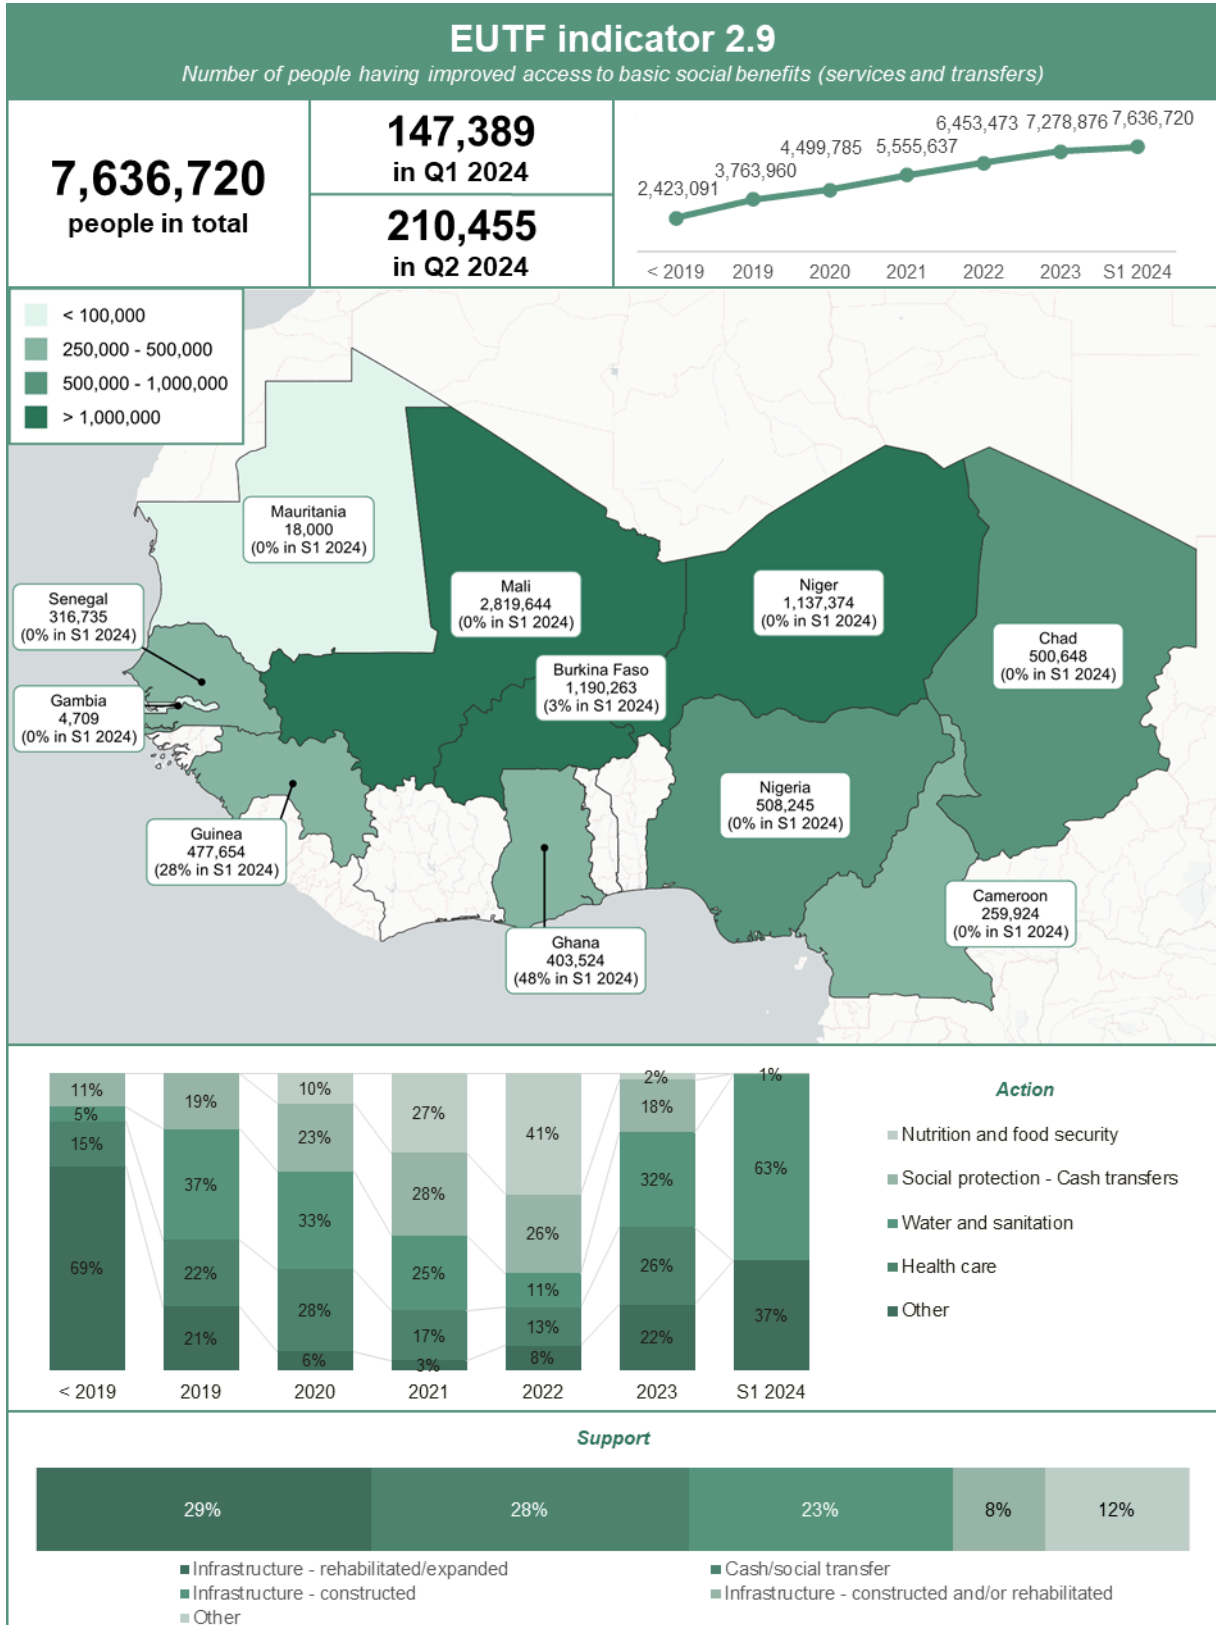 EUTF indicator 2.9
Number of people having improved access to basic social benefits (services and transfers)
7,636,720
people in total
147,389
in Q1 2024
210,455
in Q2 2024
2,423,091
3,763,960
4,499,785
5,555,637
6,453,473
7,278,876
7,636,720
< 2019
2019
2020
2021
2022
2023
S1 2024
< 100,000
250,000 - 500,000
500,000 - 1,000,000
> 1,000,000
Mauritania
18,000
(0% in S1 2024)
Mali
2,819,644
(0% in S1 2024)
Niger
1,137,374
(0% in S1 2024)
Senegal
316,735
(0% in S1 2024)
Chad
500,648
(0% in S1 2024)
Burkina Faso
1,190,263
(3% in S1 2024)
Gambia
4,709
(0% in S1 2024)
Nigeria
508,245
(0% in S1 2024)
Guinea
477,654
(28% in S1 2024)
Cameroon
259,924
(0% in S1 2024)
Ghana
403,524
(48% in S1 2024)
11%
5%
15%
69%
< 2019
19%
37%
22%
21%
2019
10%
23%
33%
28%
6%
2020
27%
28%
25%
17%
3%
2021
41%
26%
11%
13%
8%
2022
2%
18%
32%
26%
22%
2023
1%
63%
37%
S1 2024
Action
Nutrition and food security
Social protection - Cash transfers
Water and sanitation
Health care
Other
Support
29%
28%
23%
8%
12%
Infrastructure - rehabilitated/expanded
Cash/social transfer
Infrastructure - constructed
Infrastructure - constructed and/or rehabilitated
Other